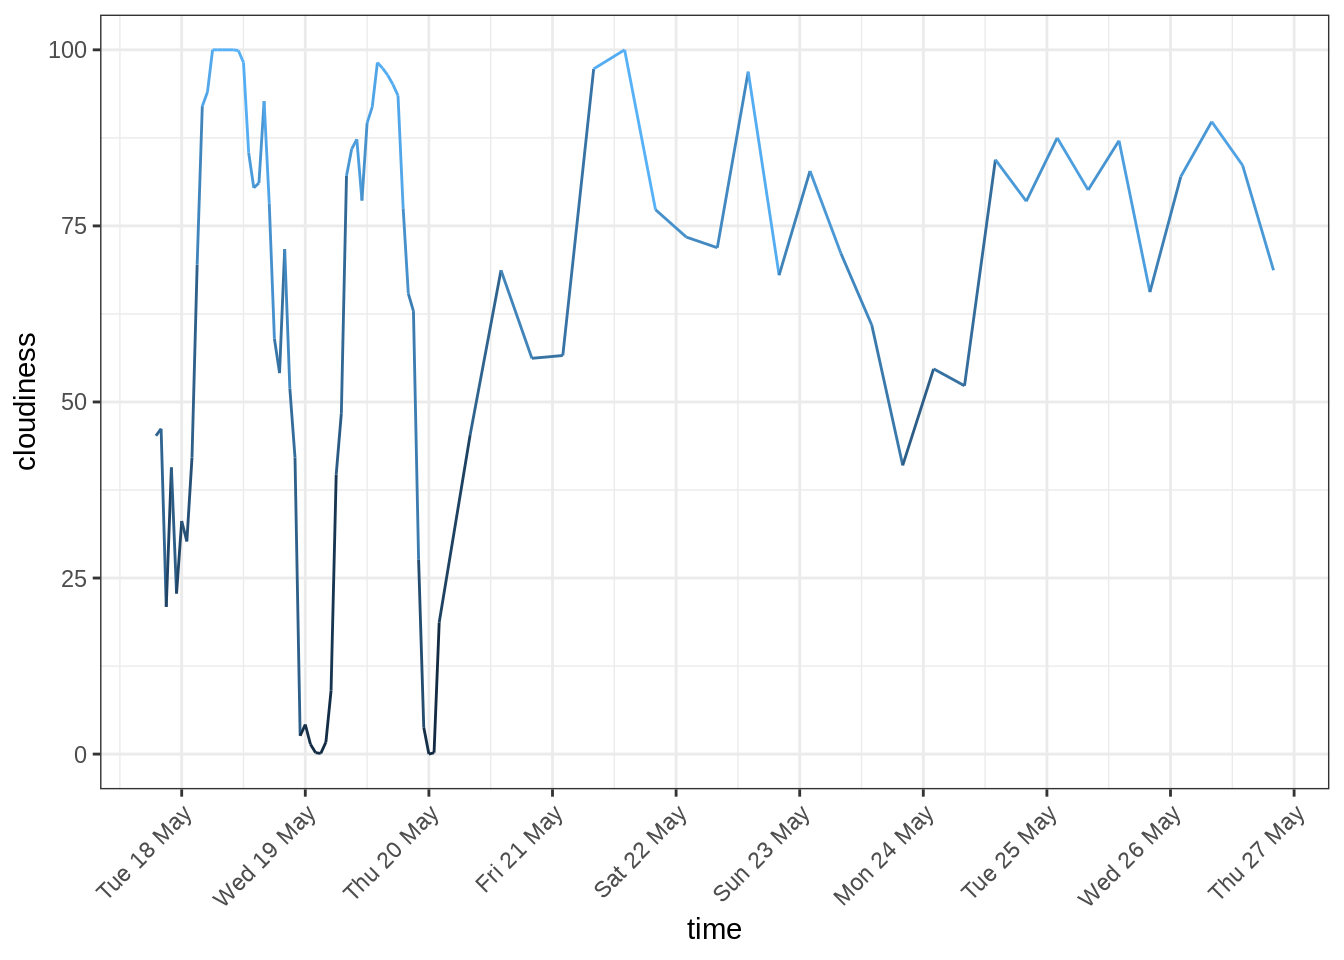 100
75
50
25
0
cloudiness
Tue 18 May
Wed 19 May
Thu 20 May
Fri 21 May
Sat 22 May
Sun 23 May
Mon 24 May
Tue 25 May
Wed 26 May
Thu 27 May
time